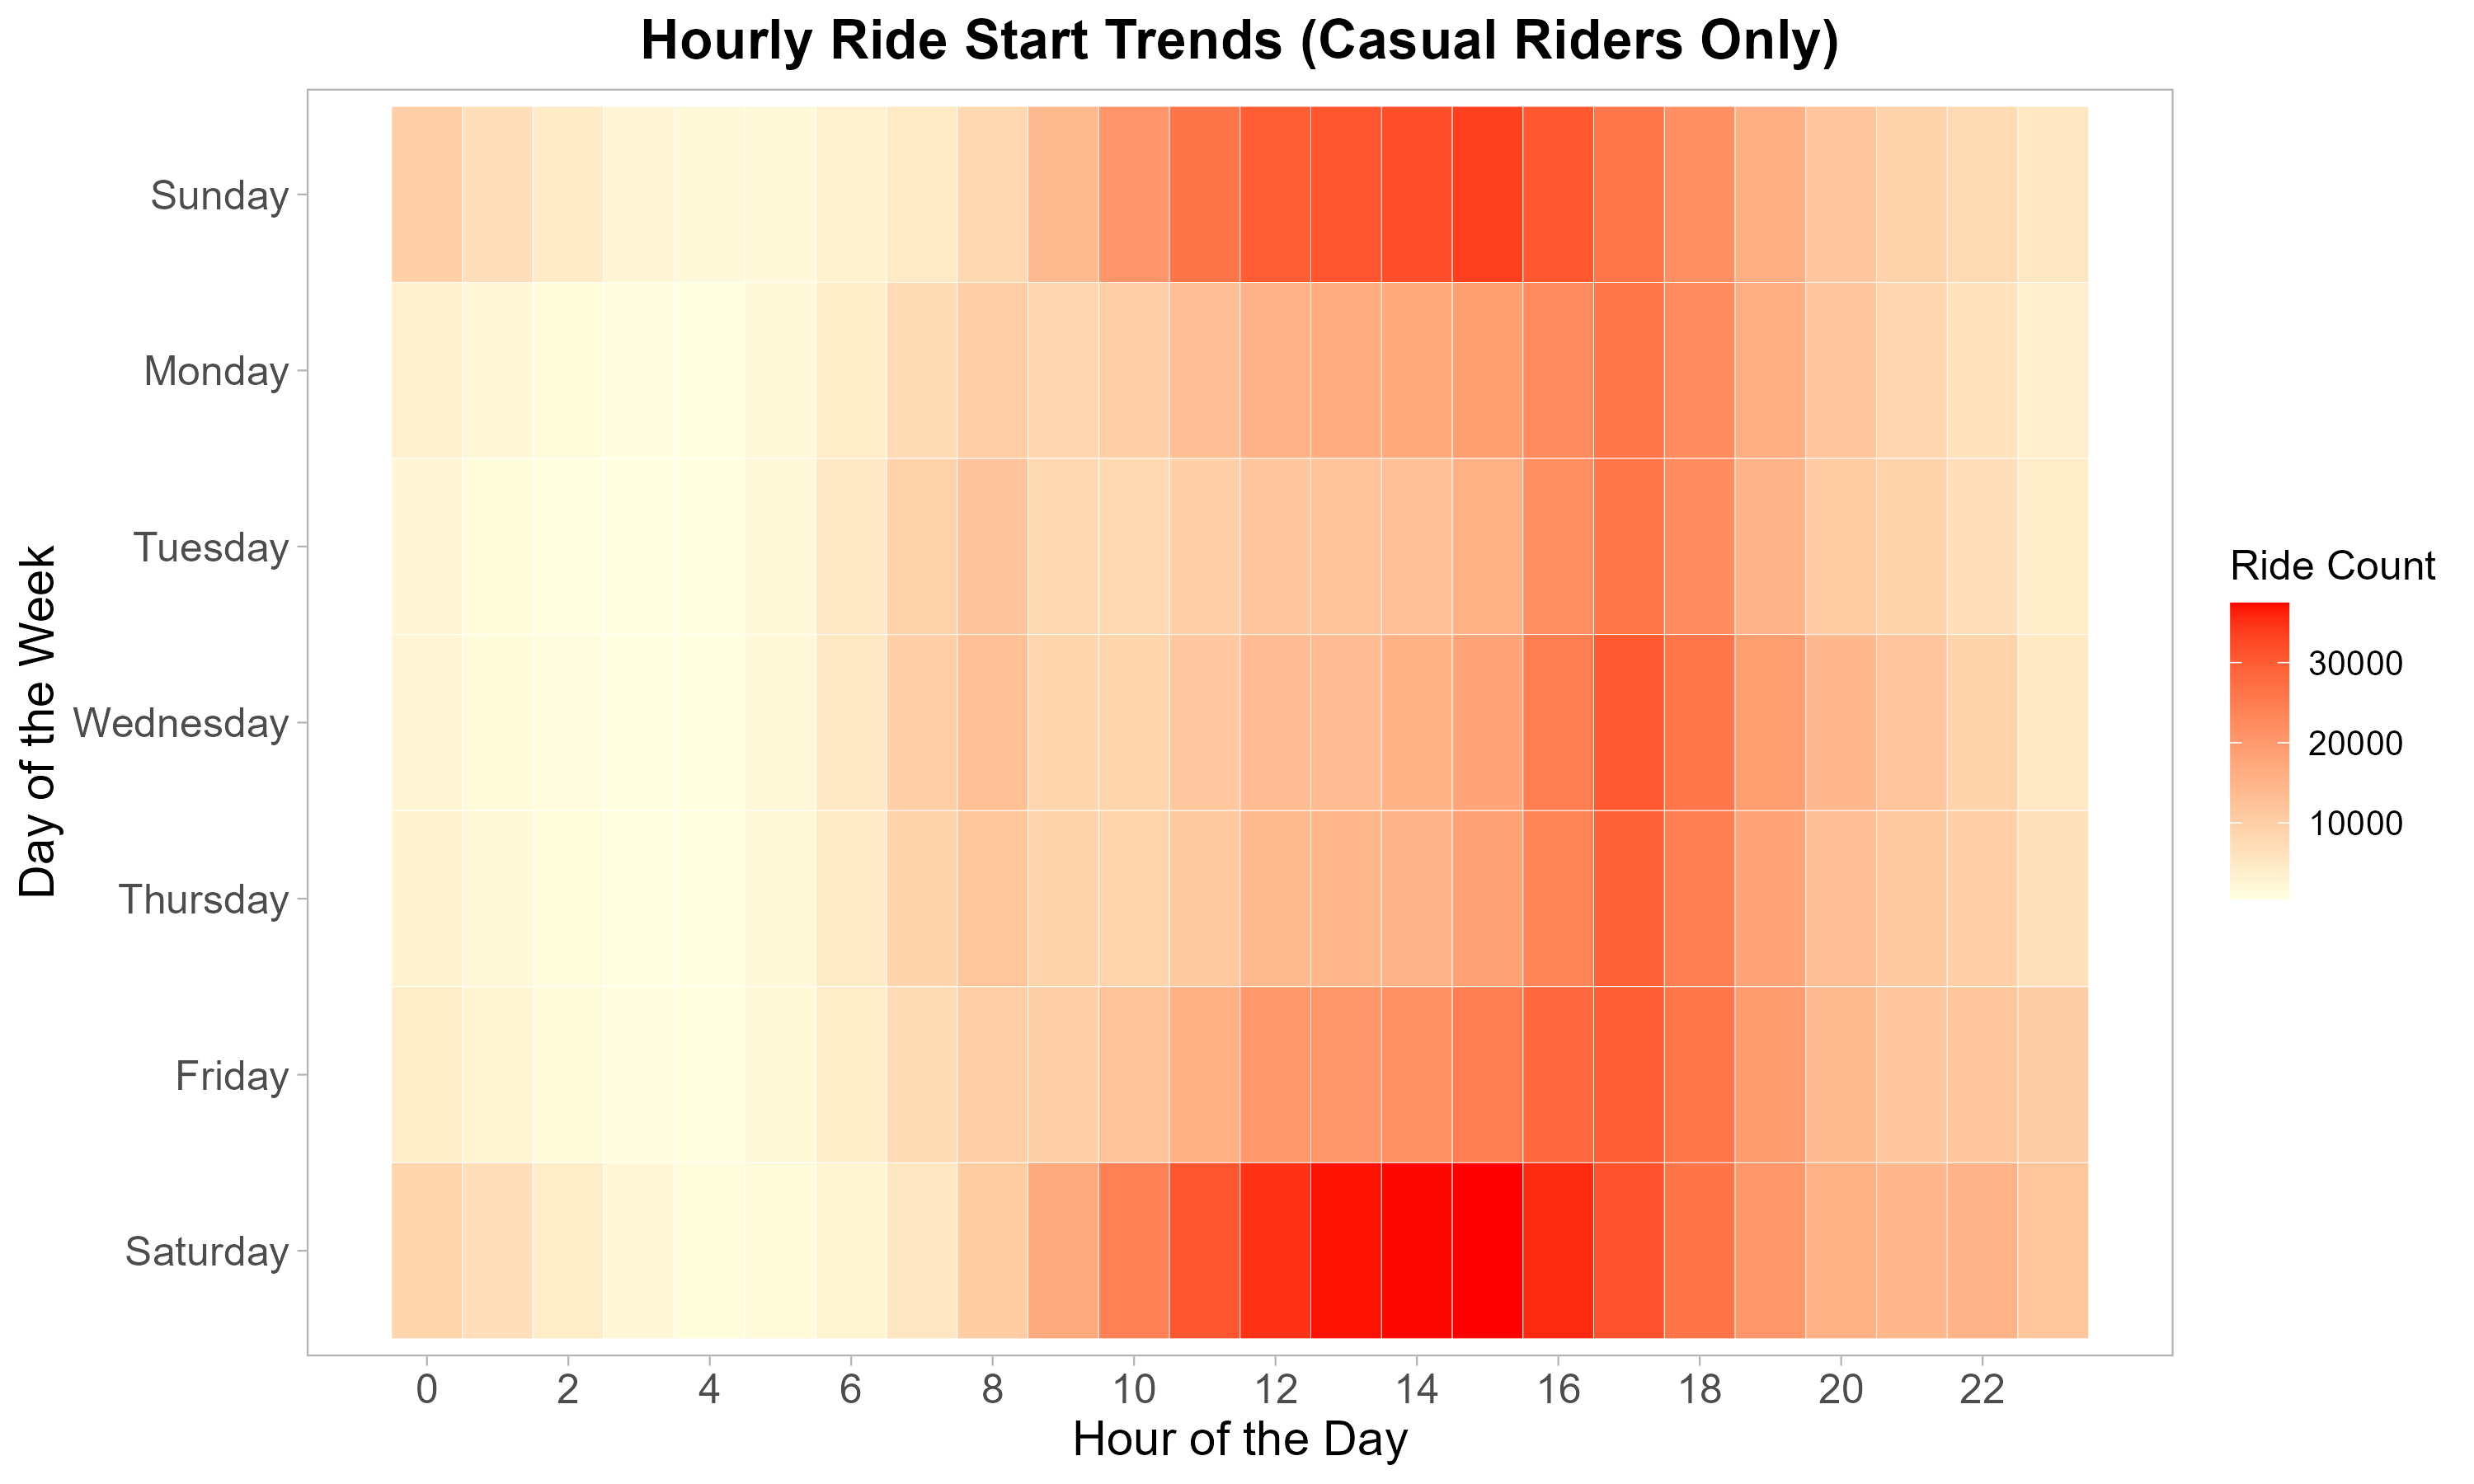 Hourly Ride Start Trends (Casual Riders Only)
Day of the Week
Sunday
Monday
Tuesday
Wednesday
Thursday
Friday
Saturday
0 2 4 6 8 10 12 14 16 18 20 22
Hour of the Day
Ride Count
30000
20000
10000